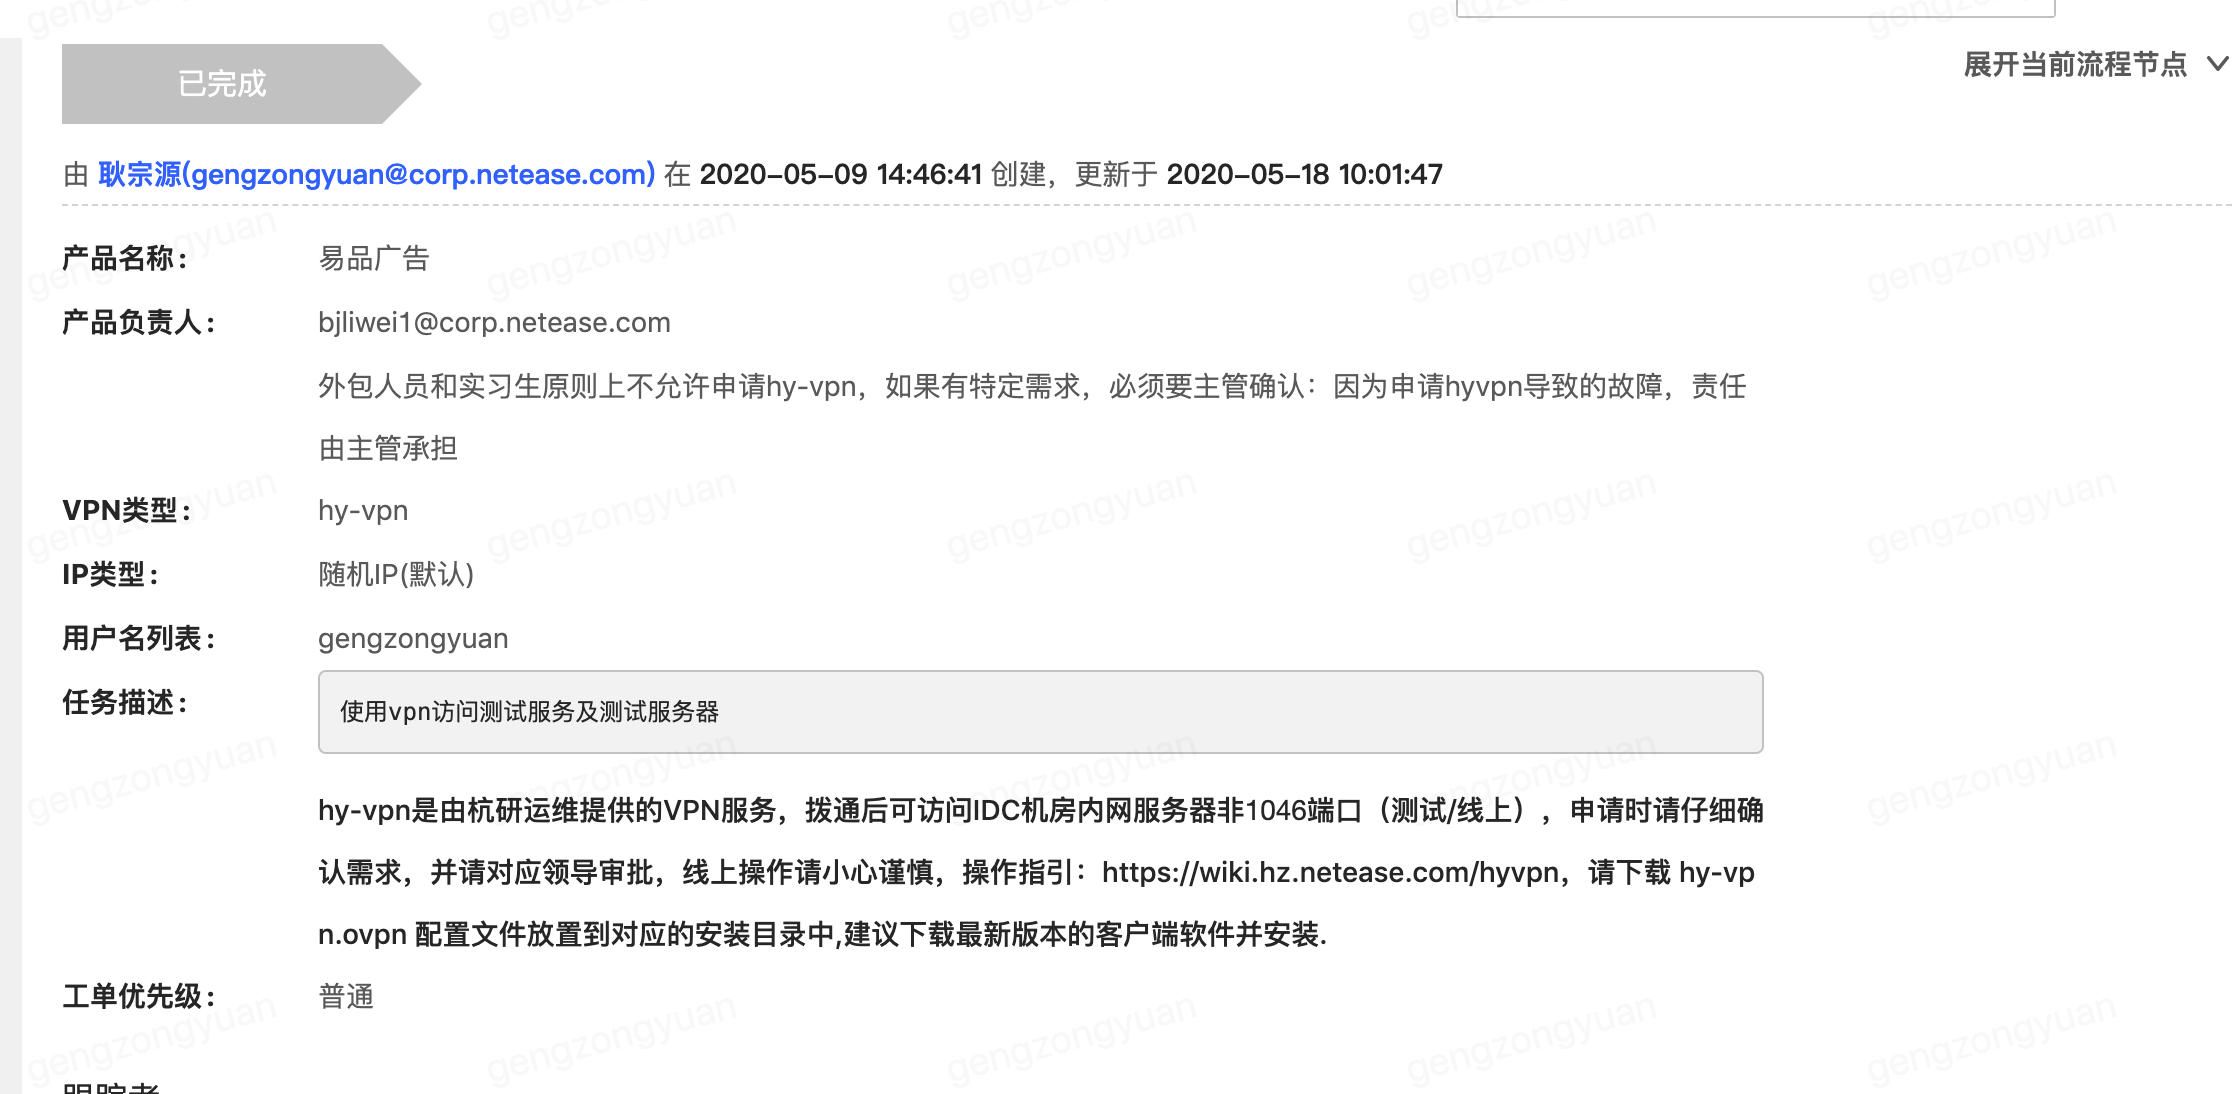 已完成
展开当前流程节点
由 耿宗源(gengzongyuan@corp.netease.com) 在 2020-05-09 14:46:41 创建，更新于 2020-05-18 10:01:47
产品名称： 易品广告
产品负责人： bjliwei1@corp.netease.com
外包人员和实习生原则上不允许申请hy-vpn，如果有特定需求，必须要主管确认：因为申请hyvpn导致的故障，责任
由主管承担
VPN类型： hy-vpn
IP类型： 随机IP(默认)
用户名列表： gengzongyuan
任务描述： 使用vpn访问测试服务及测试服务器
hy-vpn是由杭研运维提供的VPN服务，拨通后可访问IDC机房内网服务器非1046端口（测试/线上），申请时请仔细确
认需求，并请对应领导审批，线上操作请小心谨慎，操作指引：https://wiki.hz.netease.com/hyvpn，请下载 hy-vp
n.ovpn 配置文件放置到对应的安装目录中,建议下载最新版本的客户端软件并安装.
工单优先级： 普通
跟踪者